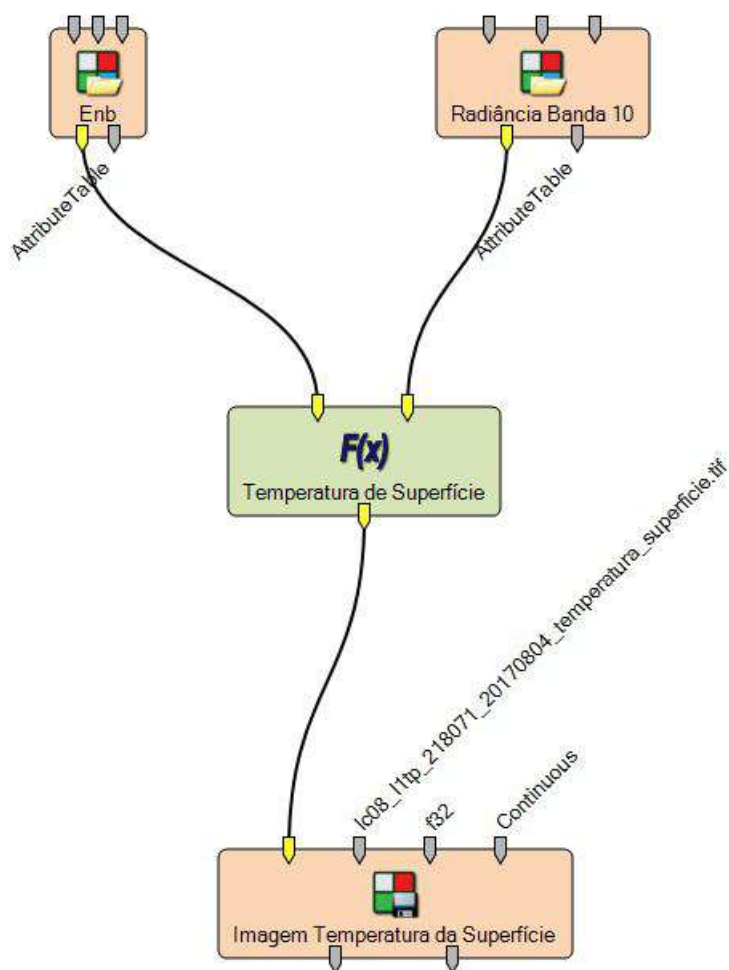 Enb
Radiância Banda 10
AttributeTable
AttributeTable
F(x)
Temperatura de Superfície
lc08_l1tp_218071_20170804_temperatura_superficie.tif
f32
Continuous
Imagem Temperatura da Superfície